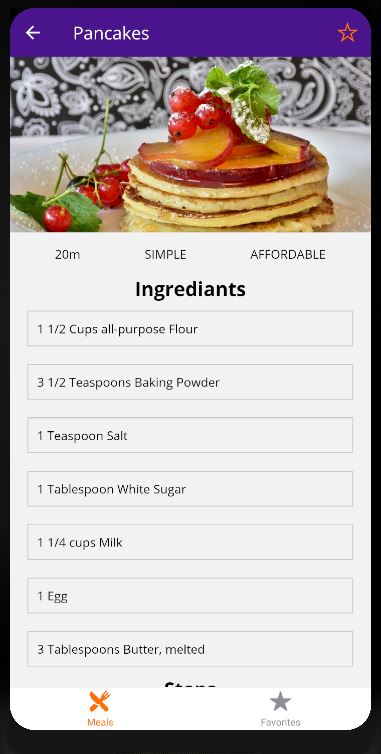 Pancakes
20m SIMPLE AFFORDABLE
Ingrediants
1 1/2 Cups all-purpose Flour
3 1/2 Teaspoons Baking Powder
1 Teaspoon Salt
1 Tablespoon White Sugar
1 1/4 cups Milk
1 Egg
3 Tablespoons Butter, melted
Steps
Meals Favorites